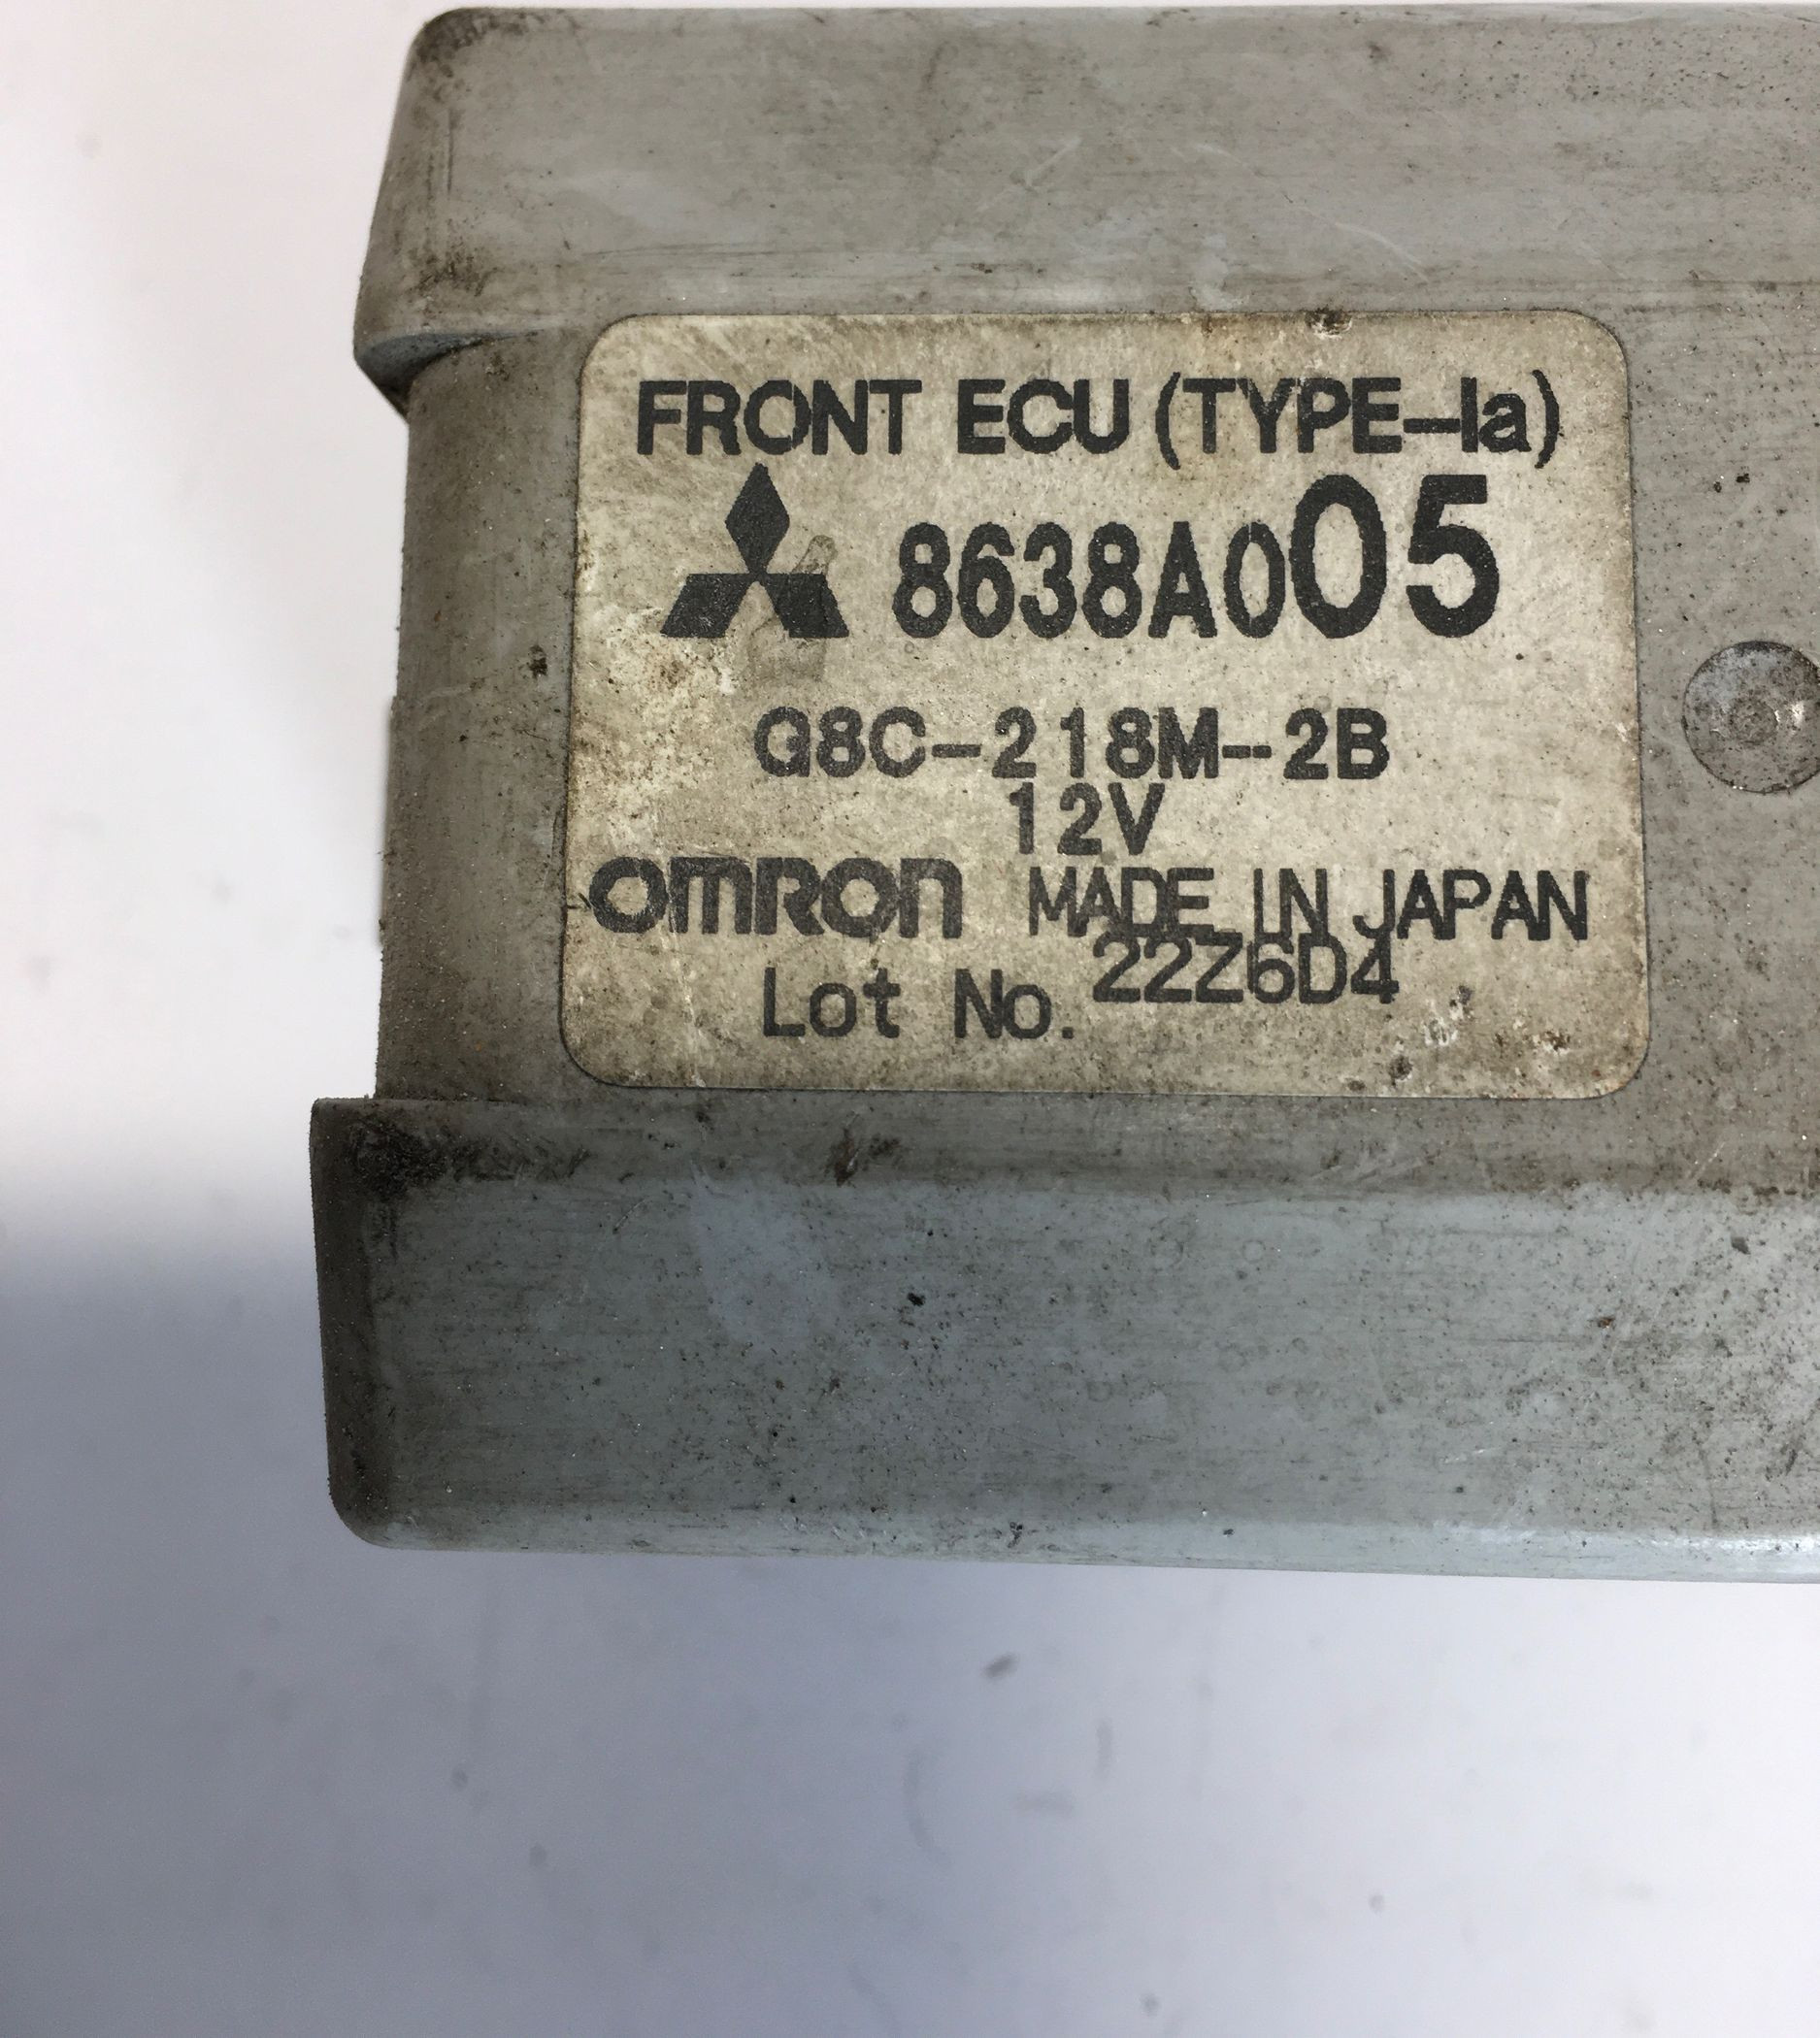 FRONT ECU (TYPE-Ia)
8638A005
G8C-218M-2B
12V
OMRON MADE IN JAPAN
Lot No. 22Z6D4